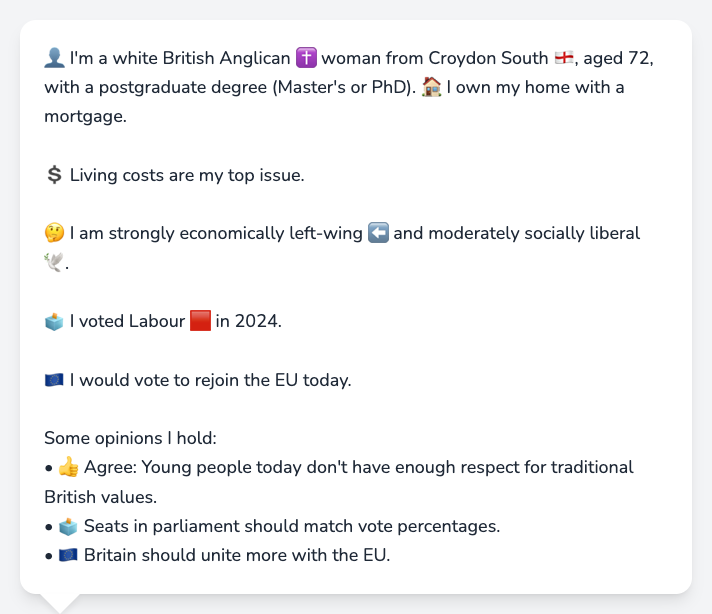 👤 I'm a white British Anglican ✝️ woman from Croydon South 🏴󠁧󠁢󠁥󠁮󠁧󠁿, aged 72,
with a postgraduate degree (Master's or PhD). 🏠 I own my home with a
mortgage.
💲 Living costs are my top issue.
🤔 I am strongly economically left-wing ⬅️ and moderately socially liberal
🕊️.
🗳️ I voted Labour 🟥 in 2024.
🇪🇺 I would vote to rejoin the EU today.
Some opinions I hold:
• 👍 Agree: Young people today don't have enough respect for traditional
British values.
• 🗳️ Seats in parliament should match vote percentages.
• 🇪🇺 Britain should unite more with the EU.